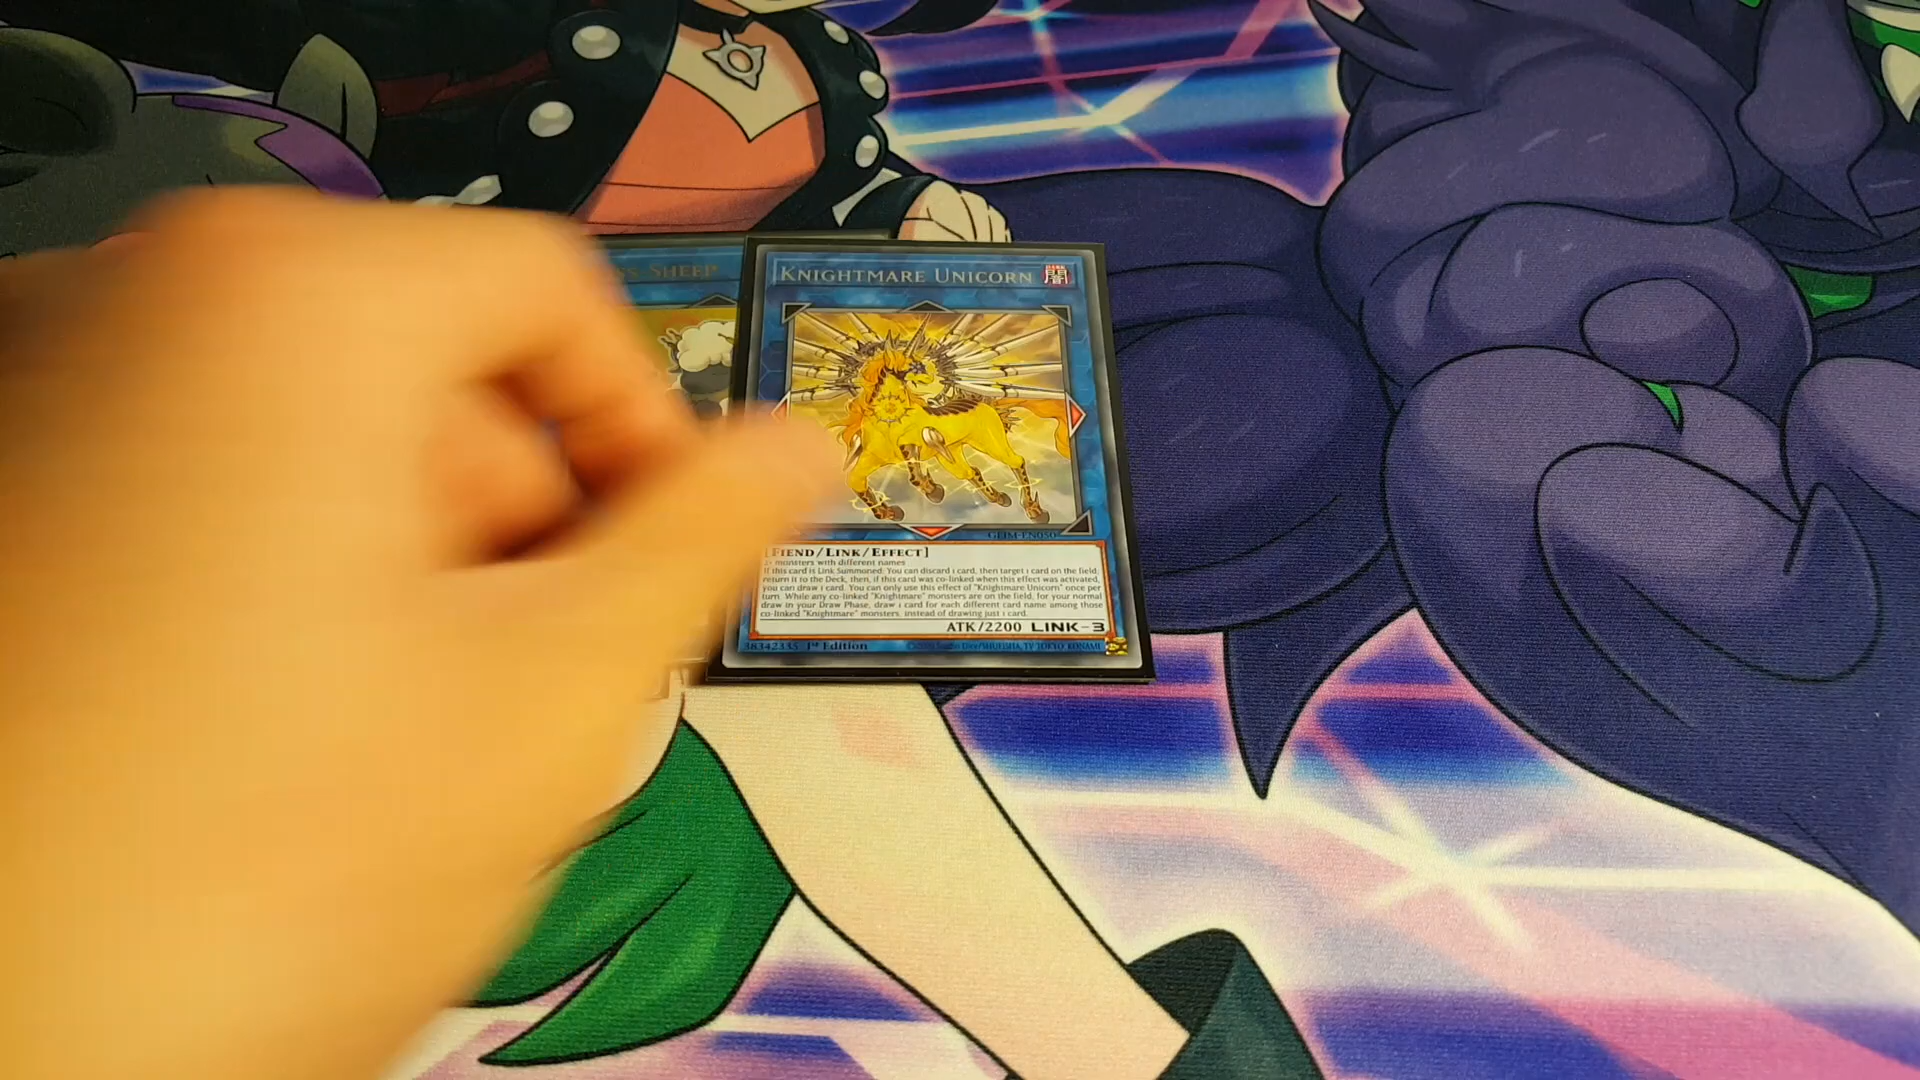 SHEEP
KNIGHTMARE UNICORN
闇
GEIM-EN050
[FIEND/LINK/EFFECT]
monsters with different names
If this card is Link Summoned: You can discard 1 card, then target 1 card on the field,
return it to the Deck, then, if this card was co-linked when this effect was activated,
you can draw 1 card. You can only use this effect of "Knightmare Unicorn" once per
turn. While any co-linked "Knightmare" monsters are on the field, for your normal
draw in your Draw Phase, draw 1 card for each different card name among those
co-linked "Knightmare" monsters, instead of drawing just 1 card.
ATK/2200 LINK-3
38342335 1st Edition